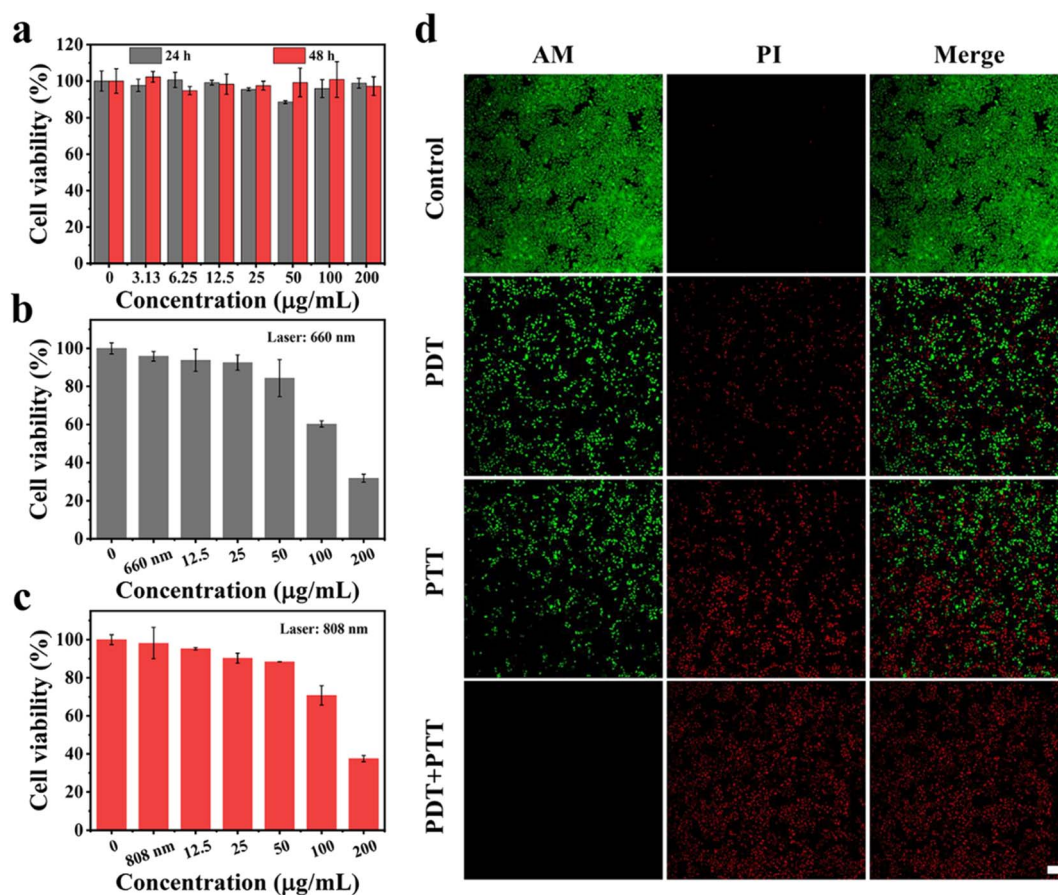 a
24 h 48 h
Cell viability (%)
120
100
80
60
40
20
0
0 3.13 6.25 12.5 25 50 100 200
Concentration (μg/mL)
b
Laser: 660 nm
Cell viability (%)
100
80
60
40
20
0
0 660 nm 12.5 25 50 100 200
Concentration (μg/mL)
c
Laser: 808 nm
Cell viability (%)
100
80
60
40
20
0
0 808 nm 12.5 25 50 100 200
Concentration (μg/mL)
d
AM PI Merge
Control
PDT
PTT
PDT+PTT